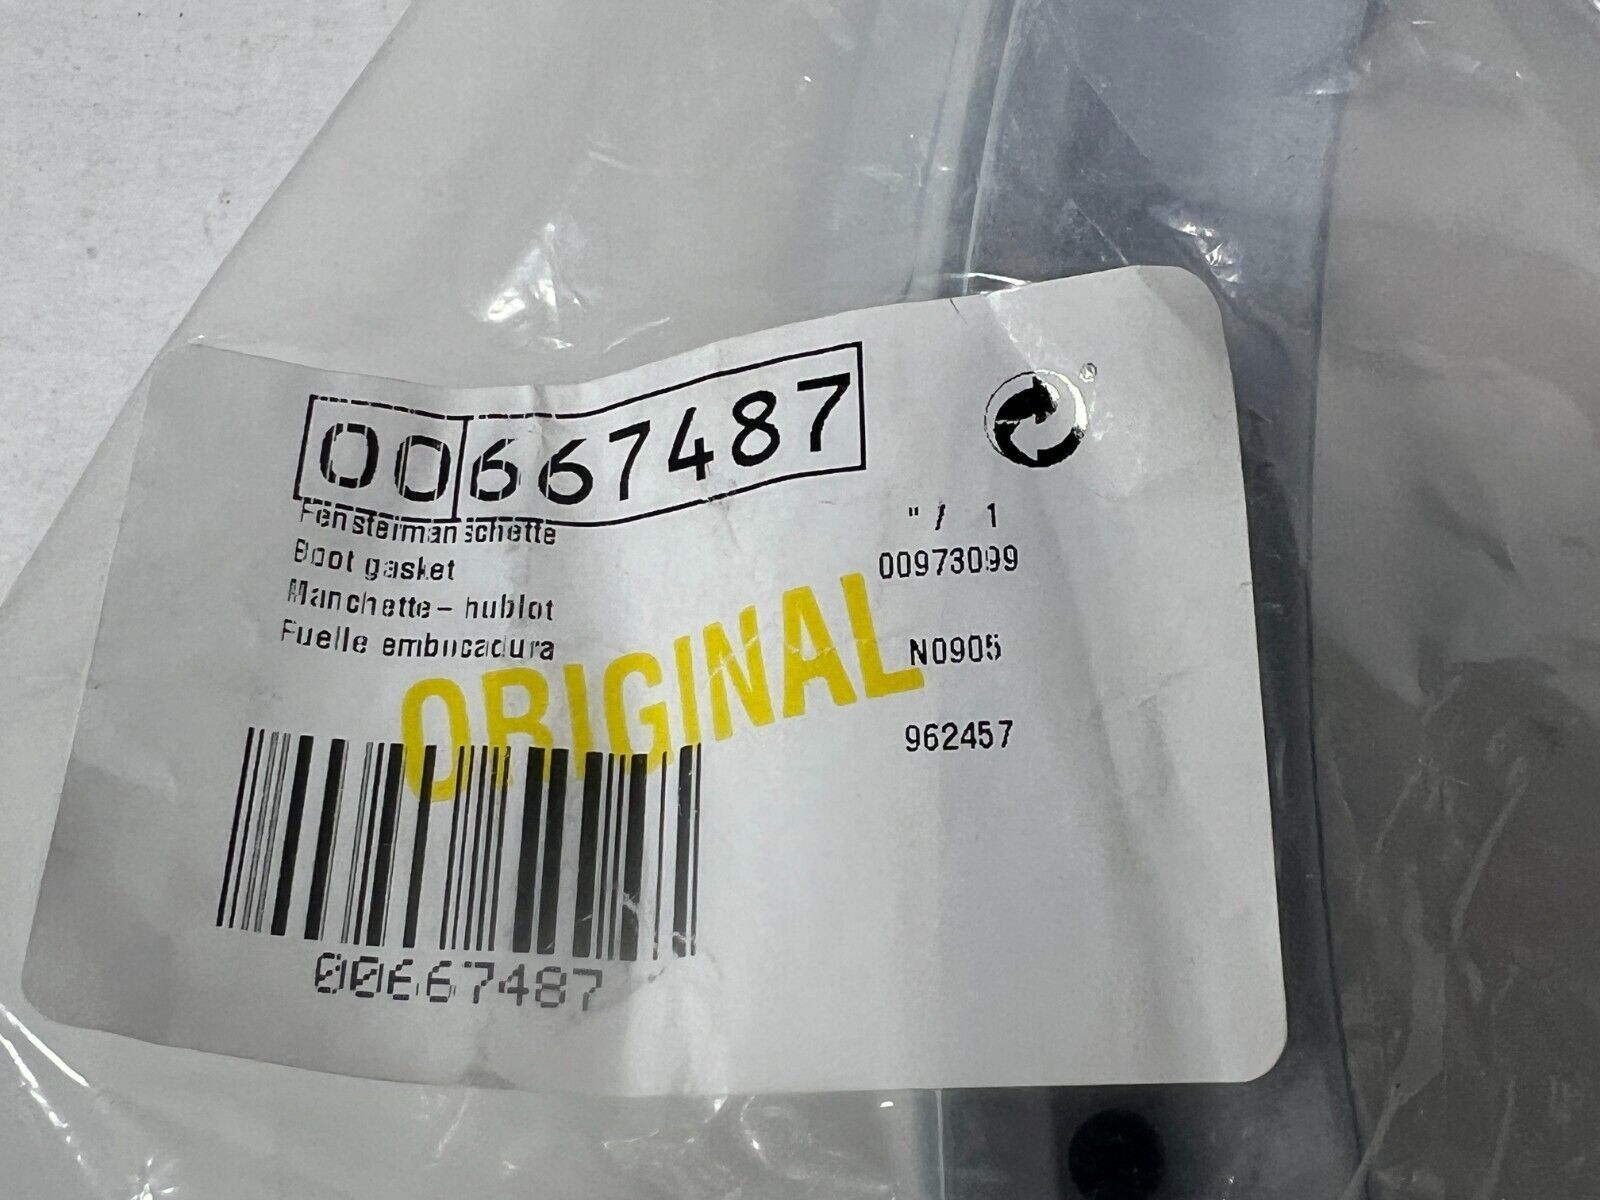 00667487
Fenstermanschette
Boot gasket
Manchette- hublot
Fuelle embocadura
" / 1
00973099
N0905
962457
ORIGINAL
00667487
®